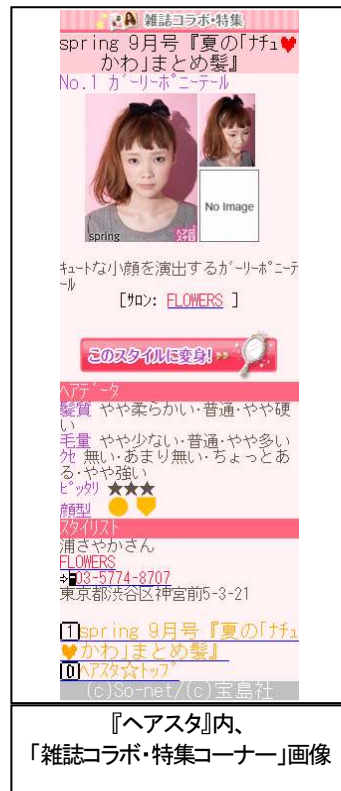 雑誌コラボ・特集
spring 9月号『夏の「ﾅﾁｭ♥
かわ」まとめ髪』
No.1 ｶﾞｰﾘｰﾎﾟﾆｰﾃｰﾙ
No Image
spring
ｷｭｰﾄな小顔を演出するｶﾞｰﾘｰﾎﾟﾆｰﾃ
ｰﾙ
[ｻﾛﾝ: FLOWERS ]
このスタイルに変身!
ﾍｱﾃﾞｰﾀ
髪質 やや柔らかい･普通･やや硬
い
毛量 やや少ない･普通･やや多い
ｸｾ 無い･あまり無い･ちょっとあ
る･やや強い
ﾋﾟｯﾀﾘ ★★★
顔型
ｽﾀｲﾘｽﾄ
浦さやかさん
FLOWERS
03-5774-8707
東京都渋谷区神宮前5-3-21
1 spring 9月号『夏の｢ﾅﾁｭ
♥かわ｣まとめ髪』
0 ﾍｱｽﾀ☆ﾄｯﾌﾟ
(c)So-net/(c)宝島社
『ヘアスタ』内、
「雑誌コラボ・特集コーナー」画像